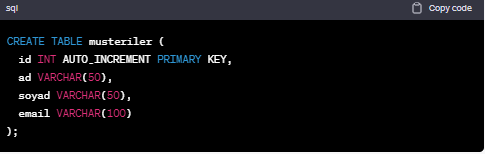 sql Copy code
CREATE TABLE musteriler (
  id INT AUTO_INCREMENT PRIMARY KEY,
  ad VARCHAR(50),
  soyad VARCHAR(50),
  email VARCHAR(100)
);